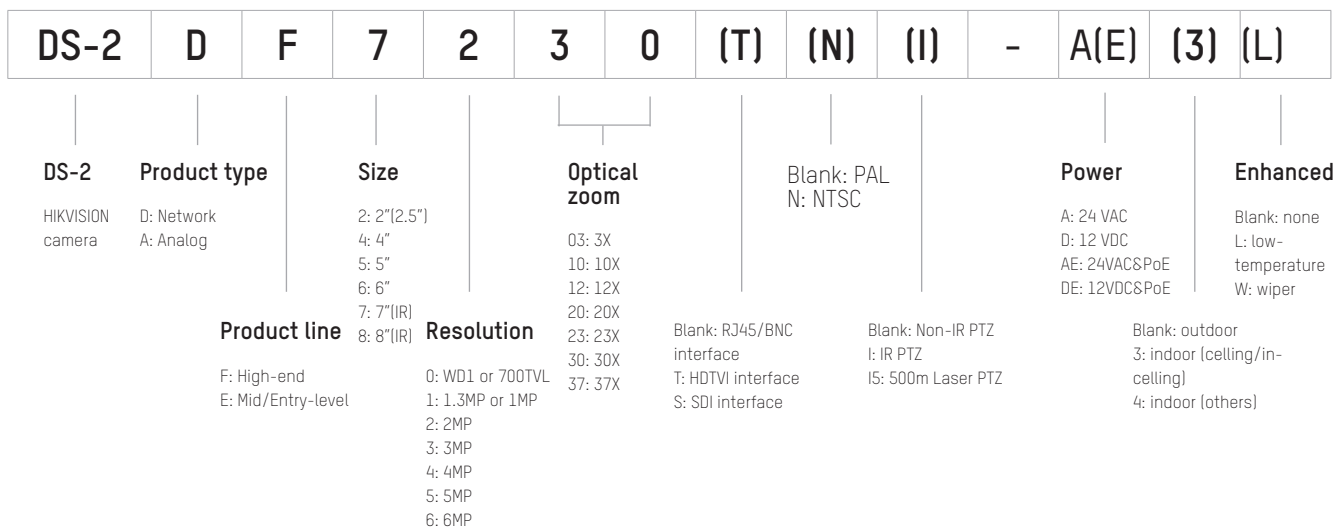 DS-2 D F 7 2 3 0 (T) (N) (I) - A(E) (3) (L)
DS-2
HIKVISION
camera
Product type
D: Network
A: Analog
Product line
F: High-end
E: Mid/Entry-level
Size
2: 2"(2.5")
4: 4"
5: 5"
6: 6"
7: 7"(IR)
8: 8"(IR)
Resolution
0: WD1 or 700TVL
1: 1.3MP or 1MP
2: 2MP
3: 3MP
4: 4MP
5: 5MP
6: 6MP
Optical
zoom
03: 3X
10: 10X
12: 12X
20: 20X
23: 23X
30: 30X
37: 37X
Blank: RJ45/BNC
interface
T: HDTVI interface
S: SDI interface
Blank: PAL
N: NTSC
Blank: Non-IR PTZ
I: IR PTZ
I5: 500m Laser PTZ
Power
A: 24 VAC
D: 12 VDC
AE: 24VAC&PoE
DE: 12VDC&PoE
Blank: outdoor
3: indoor (celling/in-
celling)
4: indoor (others)
Enhanced
Blank: none
L: low-
temperature
W: wiper